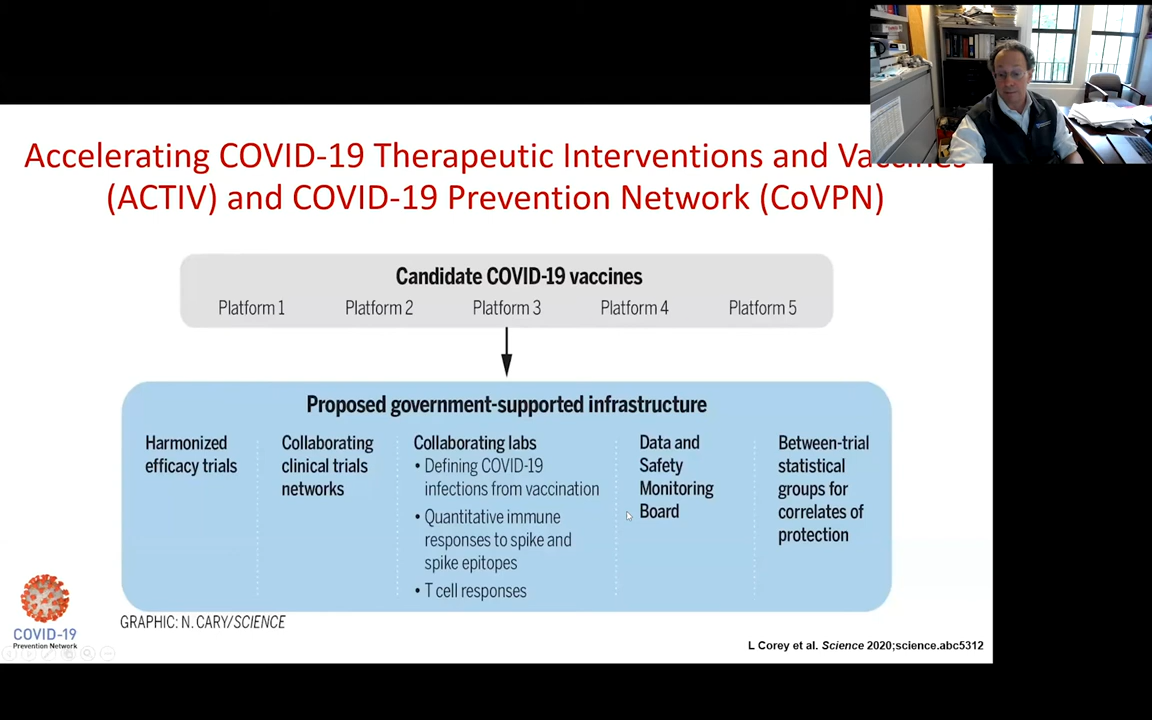 Accelerating COVID-19 Therapeutic Interventions and
(ACTIV) and COVID-19 Prevention Network (CoVPN)
Candidate COVID-19 vaccines
Platform 1 Platform 2 Platform 3 Platform 4 Platform 5
Proposed government-supported infrastructure
Harmonized
efficacy trials
Collaborating
clinical trials
networks
Collaborating labs
• Defining COVID-19
infections from vaccination
• Quantitative immune
responses to spike and
spike epitopes
• T cell responses
Data and
Safety
Monitoring
Board
Between-trial
statistical
groups for
correlates of
protection
GRAPHIC: N. CARY/SCIENCE
COVID-19
Prevention Network
L Corey et al. Science 2020;science.abc5312